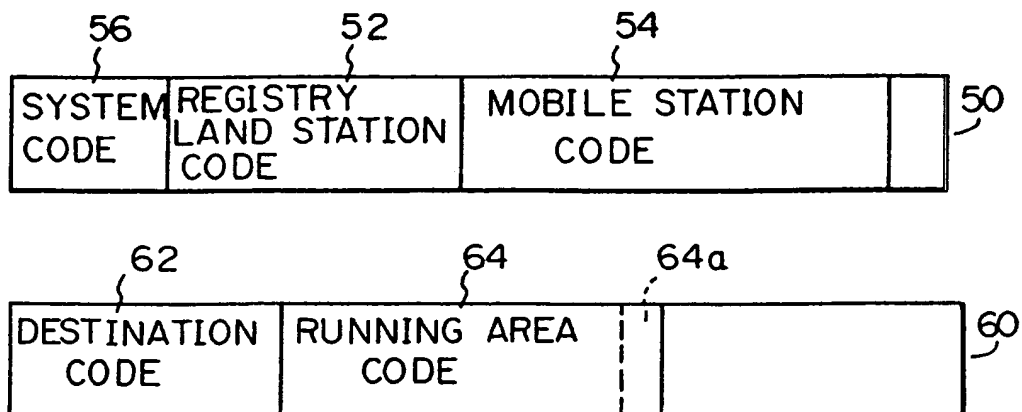 56 52 54
SYSTEM REGISTRY MOBILE STATION 50
CODE LAND STATION CODE
CODE
62 64 64a
DESTINATION RUNNING AREA 60
CODE CODE